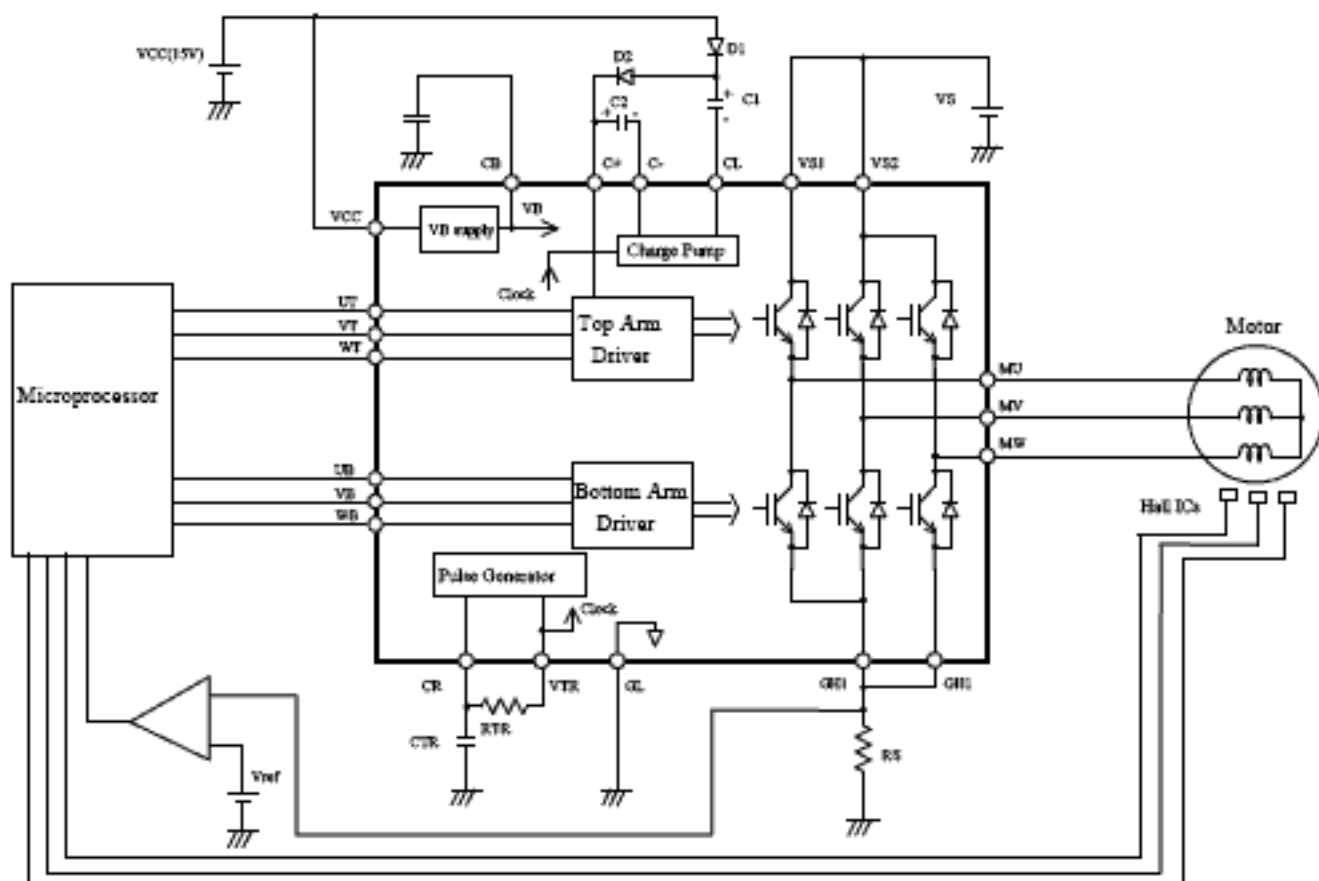 VCC(15V)
D1
D2
C2
+
-
+
-
C1
VS
CB
C+
C-
CL
VS1
VS2
VCC
VB supply
VB
Charge Pump
Clock
UT
VT
WT
Top Arm
Driver
Motor
MU
MV
MW
Microprocessor
UB
VB
WB
Bottom Arm
Driver
Hall ICs
Pulse Generator
Clock
CR
VTR
GL
GH1
RTR
CTR
RS
Vref